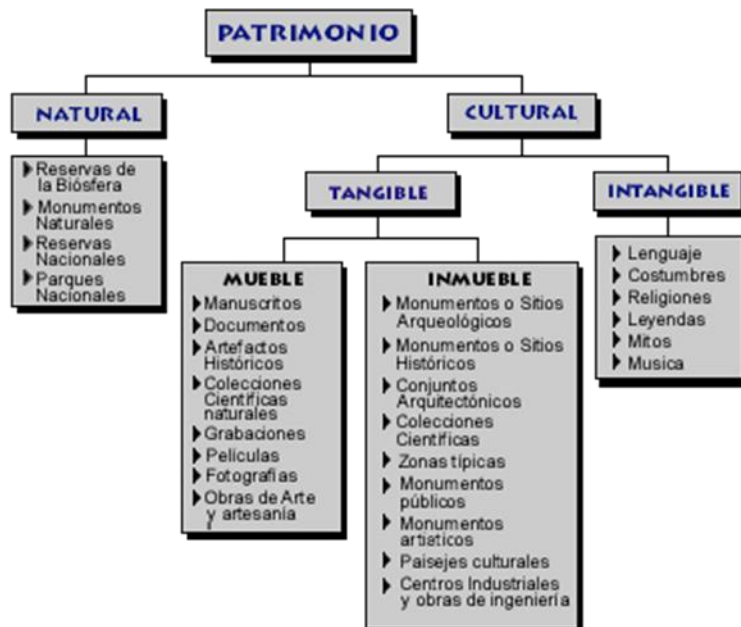 PATRIMONIO
NATURAL
Reservas de
la Biósfera
Monumentos
Naturales
Reservas
Nacionales
Parques
Nacionales
CULTURAL
TANGIBLE
MUEBLE
Manuscritos
Documentos
Artefactos
Históricos
Colecciones
Científicas
naturales
Grabaciones
Películas
Fotografías
Obras de Arte
y artesanía
INMUEBLE
Monumentos o Sitios
Arqueológicos
Monumentos o Sitios
Históricos
Conjuntos
Arquitectónicos
Colecciones
Científicas
Zonas típicas
Monumentos
públicos
Monumentos
artiaticos
Paisejes culturales
Centros Industriales
y obras de ingeniería
INTANGIBLE
Lenguaje
Costumbres
Religiones
Leyendas
Mitos
Musica